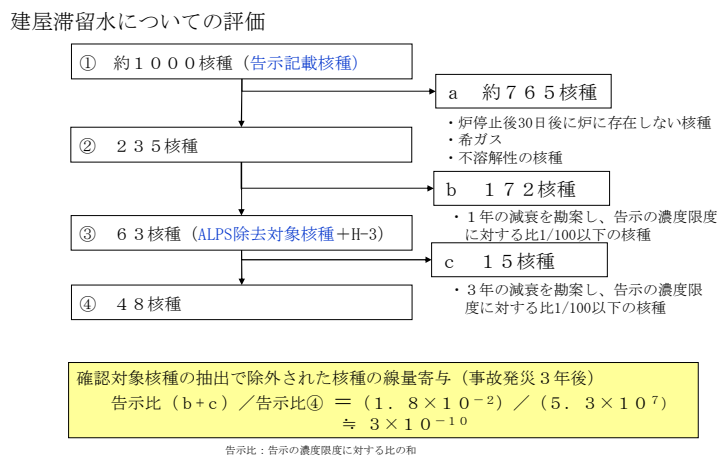 建屋滞留水についての評価
① 約１０００核種（告示記載核種）
a 約７６５核種
・炉停止後30日後に炉に存在しない核種
・希ガス
・不溶解性の核種
② ２３５核種
b １７２核種
・１年の減衰を勘案し、告示の濃度限度
に対する比1/100以下の核種
③ ６３核種（ALPS除去対象核種＋H-3）
c １５核種
・３年の減衰を勘案し、告示の濃度限
度に対する比1/100以下の核種
④ ４８核種
確認対象核種の抽出で除外された核種の線量寄与（事故発災３年後）
告示比（b+c）／告示比④ ＝（１．８×１０⁻²）／（５．３×１０⁷）
≒ ３×１０⁻¹⁰
告示比：告示の濃度限度に対する比の和